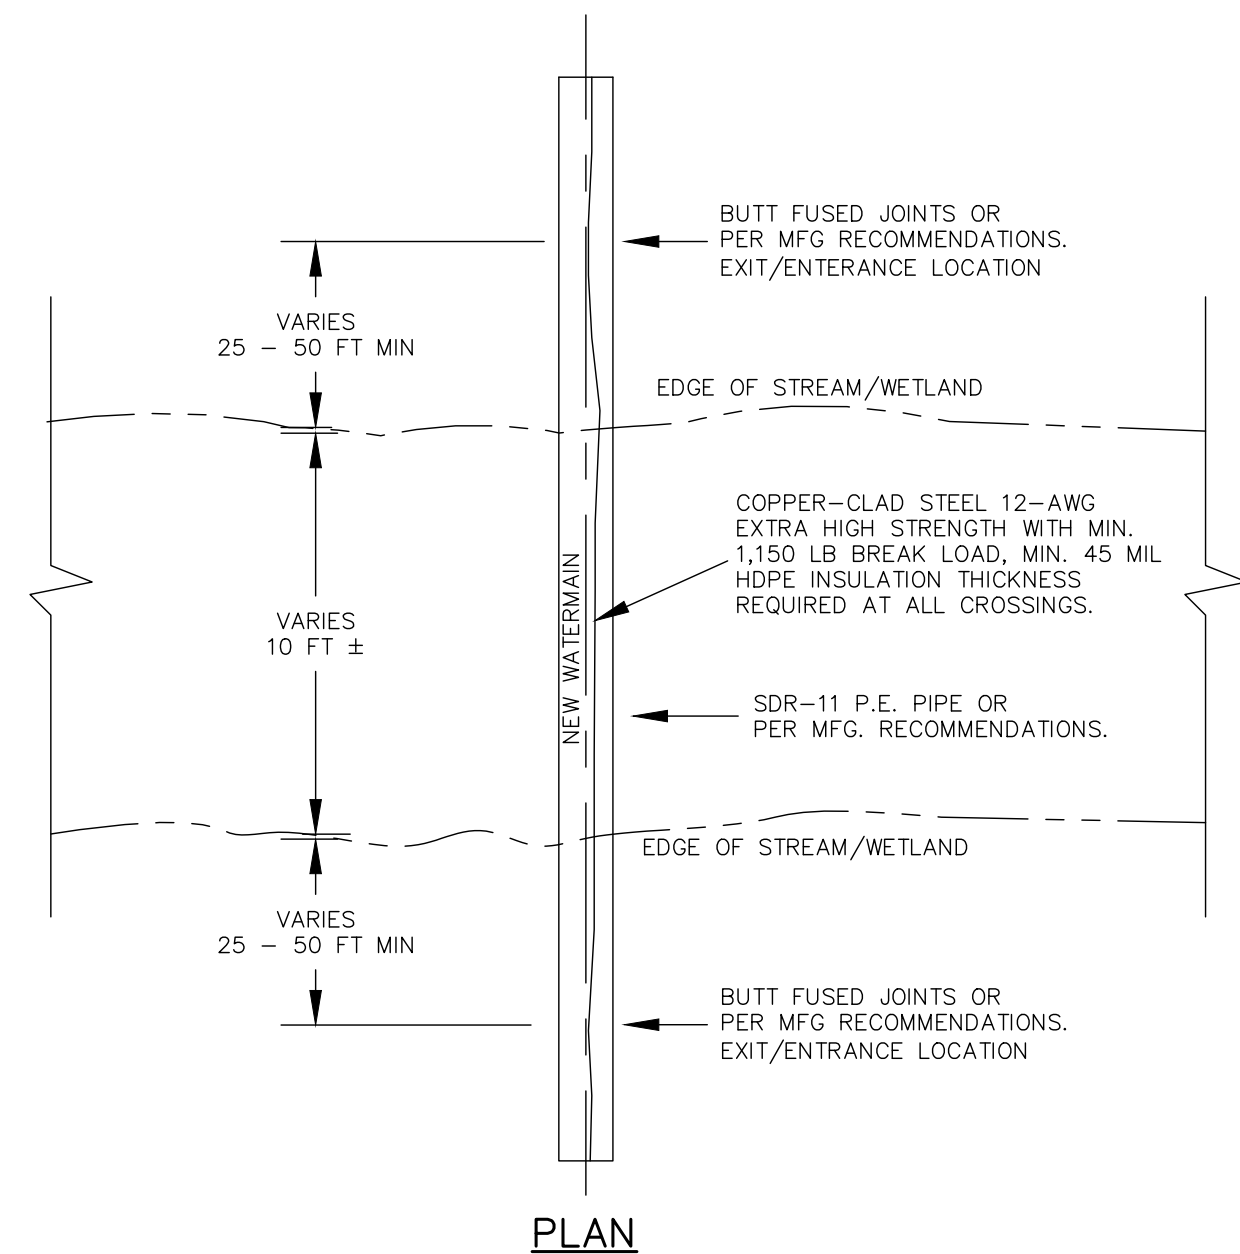 BUTT FUSED JOINTS OR
PER MFG RECOMMENDATIONS.
EXIT/ENTERANCE LOCATION
VARIES
25 - 50 FT MIN
EDGE OF STREAM/WETLAND
COPPER-CLAD STEEL 12-AWG
EXTRA HIGH STRENGTH WITH MIN.
1,150 LB BREAK LOAD, MIN. 45 MIL
HDPE INSULATION THICKNESS
REQUIRED AT ALL CROSSINGS.
VARIES
10 FT ±
NEW WATERMAIN
SDR-11 P.E. PIPE OR
PER MFG. RECOMMENDATIONS.
EDGE OF STREAM/WETLAND
VARIES
25 - 50 FT MIN
BUTT FUSED JOINTS OR
PER MFG RECOMMENDATIONS.
EXIT/ENTRANCE LOCATION
PLAN